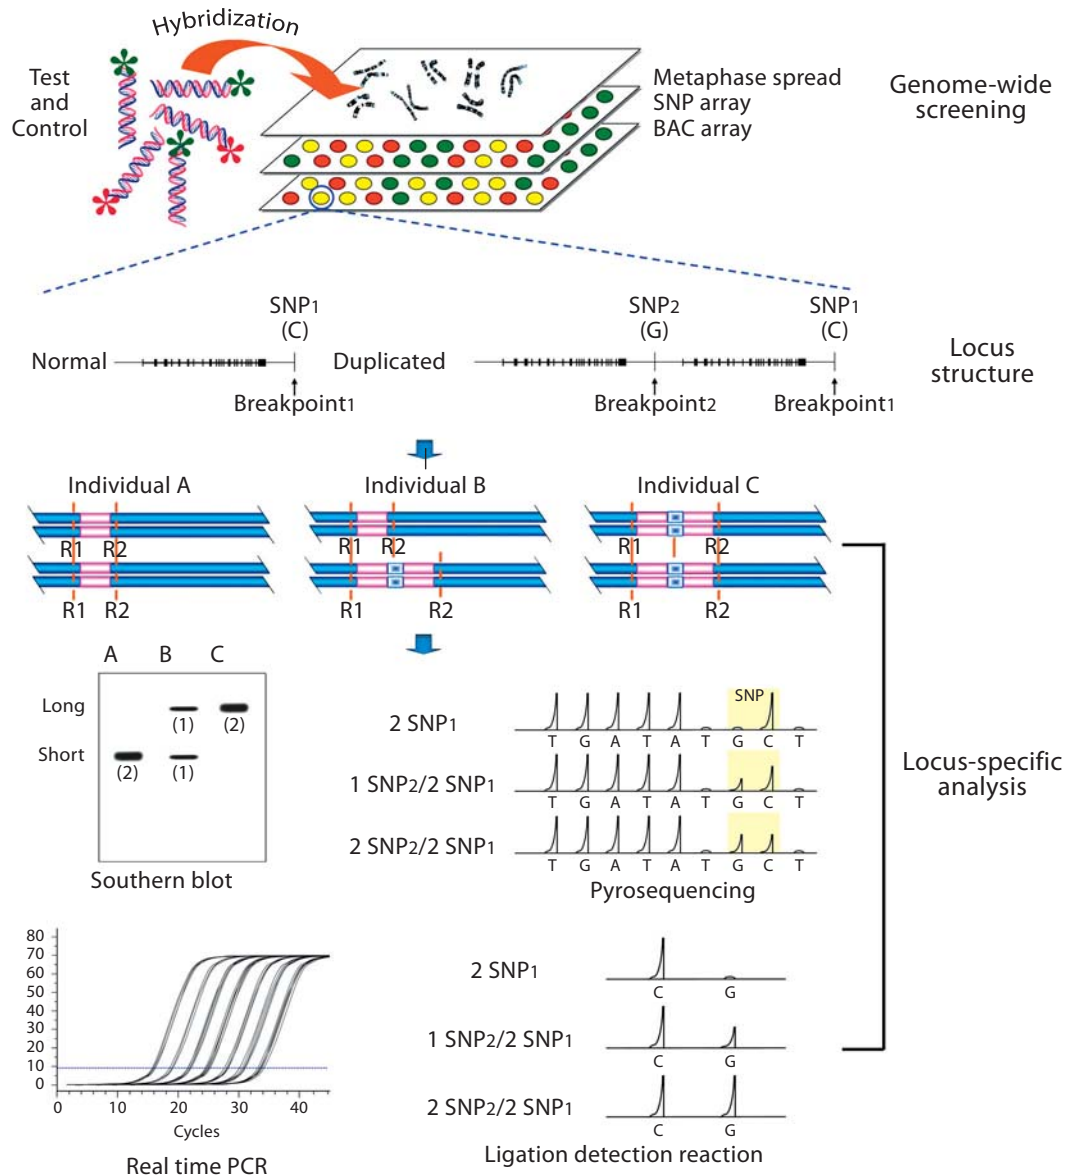 Hybridization
Test
and
Control
Metaphase spread
SNP array
BAC array
Genome-wide
screening
SNP1
(C)
SNP2
(G)
SNP1
(C)
Normal
Duplicated
Locus
structure
Breakpoint1
Breakpoint2
Breakpoint1
Individual A
Individual B
Individual C
R1 R2
R1 R2
R1 R2
R1 R2
R1 R2
R1 R2
A B C
Long
(1) (2)
Short
(2) (1)
Southern blot
SNP
2 SNP1
T G A T A T G C T
1 SNP2/2 SNP1
T G A T A T G C T
2 SNP2/2 SNP1
T G A T A T G C T
Pyrosequencing
Locus-specific
analysis
80
70
60
50
40
30
20
10
0
0 10 20 30 40
Cycles
Real time PCR
2 SNP1
C G
1 SNP2/2 SNP1
C G
2 SNP2/2 SNP1
C G
Ligation detection reaction